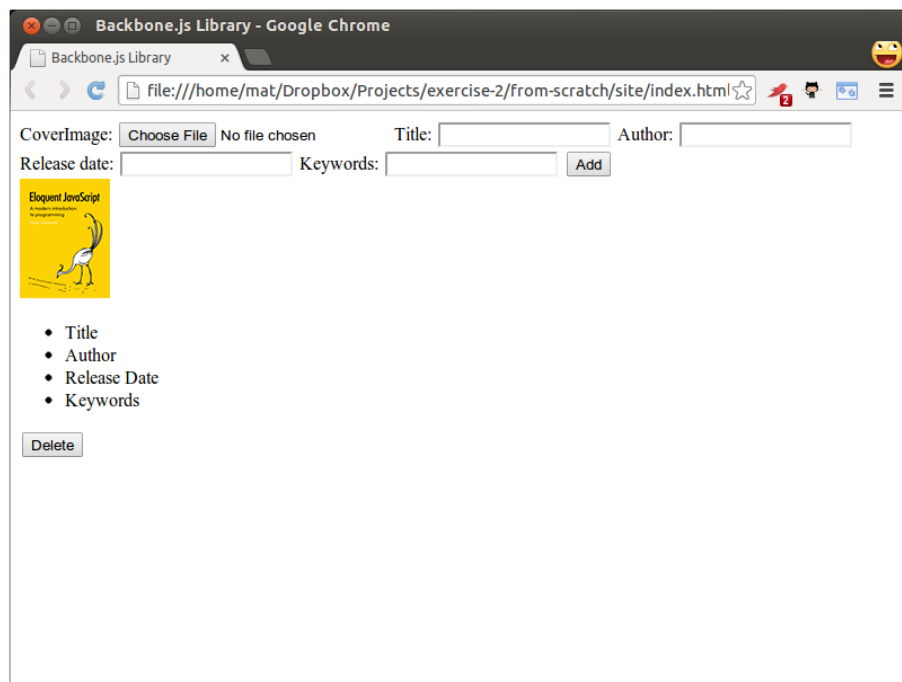 Backbone.js Library - Google Chrome
Backbone.js Library
file:///home/mat/Dropbox/Projects/exercise-2/from-scratch/site/index.html
2
CoverImage: Choose File No file chosen Title: Author:
Release date: Keywords: Add
Eloquent JavaScript
A modern introduction
to programming
Title
Author
Release Date
Keywords
Delete